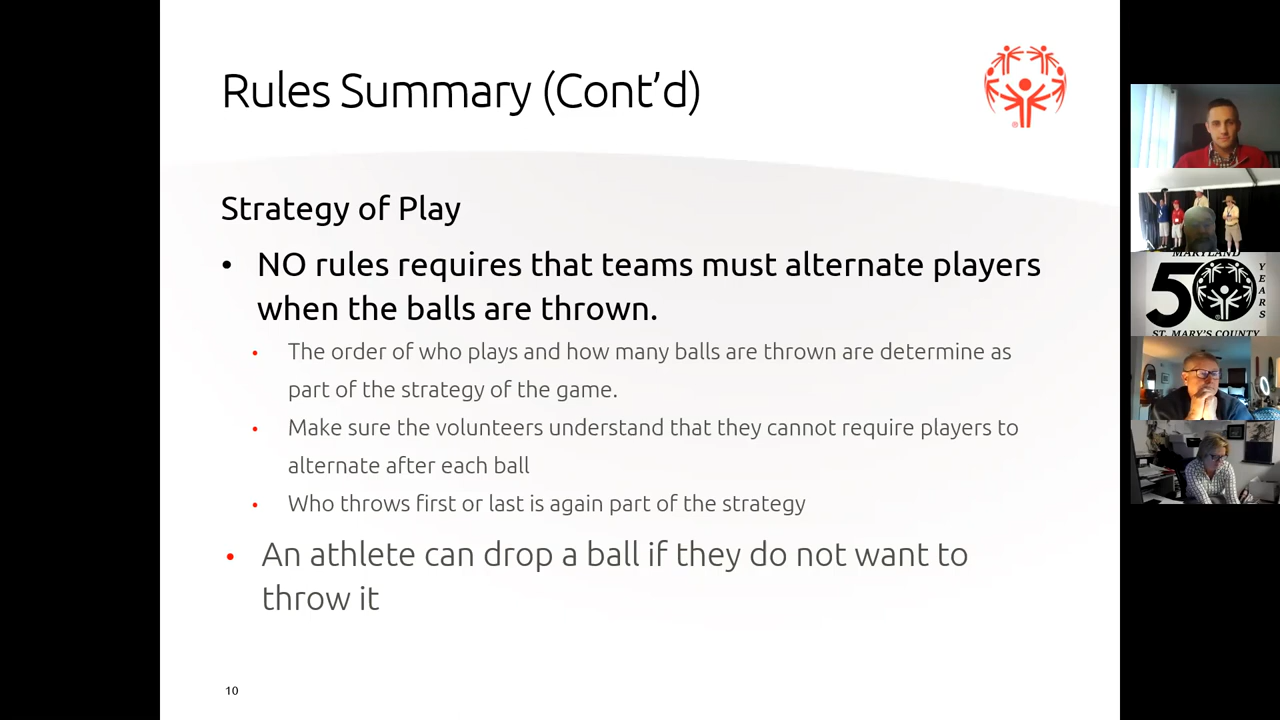 Rules Summary (Cont'd)
Strategy of Play
• NO rules requires that teams must alternate players
when the balls are thrown.
• The order of who plays and how many balls are thrown are determine as
part of the strategy of the game.
• Make sure the volunteers understand that they cannot require players to
alternate after each ball
• Who throws first or last is again part of the strategy
• An athlete can drop a ball if they do not want to
throw it
10
MARYLAND
50
YEARS
ST. MARY'S COUNTY